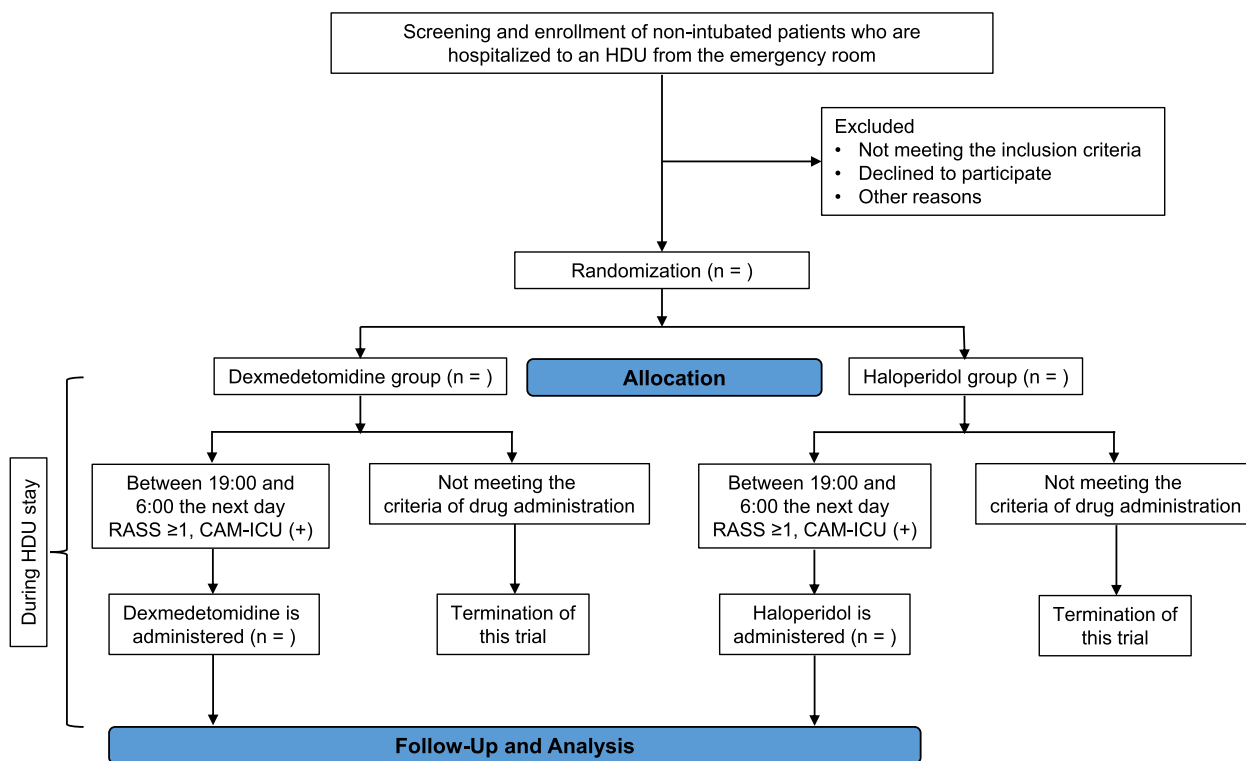 Screening and enrollment of non-intubated patients who are
hospitalized to an HDU from the emergency room
Excluded
• Not meeting the inclusion criteria
• Declined to participate
• Other reasons
Randomization (n = )
Dexmedetomidine group (n = )
Allocation
Haloperidol group (n = )
During HDU stay
Between 19:00 and
6:00 the next day
RASS ≥1, CAM-ICU (+)
Not meeting the
criteria of drug administration
Between 19:00 and
6:00 the next day
RASS ≥1, CAM-ICU (+)
Not meeting the
criteria of drug administration
Dexmedetomidine is
administered (n = )
Termination of
this trial
Haloperidol is
administered (n = )
Termination of
this trial
Follow-Up and Analysis